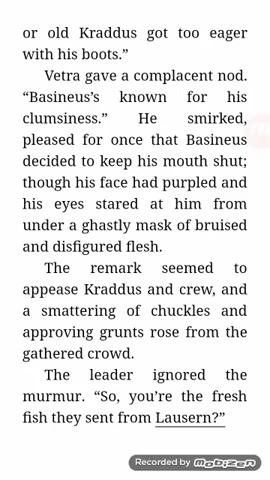 or old Kraddus got too eager
with his boots.”
Vetra gave a complacent nod.
“Basineus’s known for his
clumsiness.” He smirked,
pleased for once that Basineus
decided to keep his mouth shut;
though his face had purpled and
his eyes stared at him from
under a ghastly mask of bruised
and disfigured flesh.
The remark seemed to
appease Kraddus and crew, and
a smattering of chuckles and
approving grunts rose from the
gathered crowd.
The leader ignored the
murmur. “So, you’re the fresh
fish they sent from Lausern?”
Recorded by mobizen